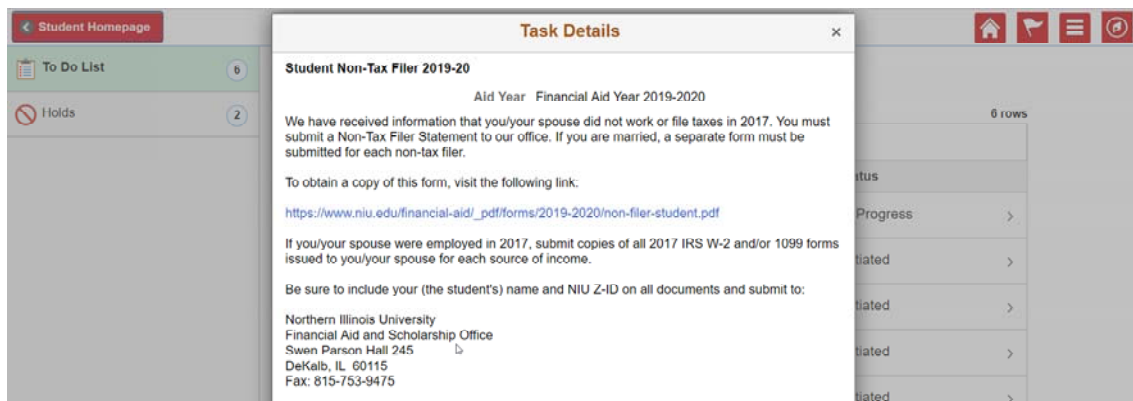 Student Homepage
To Do List 6
Holds 2
Task Details ×
Student Non-Tax Filer 2019-20
Aid Year Financial Aid Year 2019-2020
We have received information that you/your spouse did not work or file taxes in 2017. You must
submit a Non-Tax Filer Statement to our office. If you are married, a separate form must be
submitted for each non-tax filer.
To obtain a copy of this form, visit the following link:
https://www.niu.edu/financial-aid/_pdf/forms/2019-2020/non-filer-student.pdf
If you/your spouse were employed in 2017, submit copies of all 2017 IRS W-2 and/or 1099 forms
issued to you/your spouse for each source of income.
Be sure to include your (the student's) name and NIU Z-ID on all documents and submit to:
Northern Illinois University
Financial Aid and Scholarship Office
Swen Parson Hall 245
DeKalb, IL 60115
Fax: 815-753-9475
6 rows
tatus
Progress
tiated
tiated
tiated
tiated